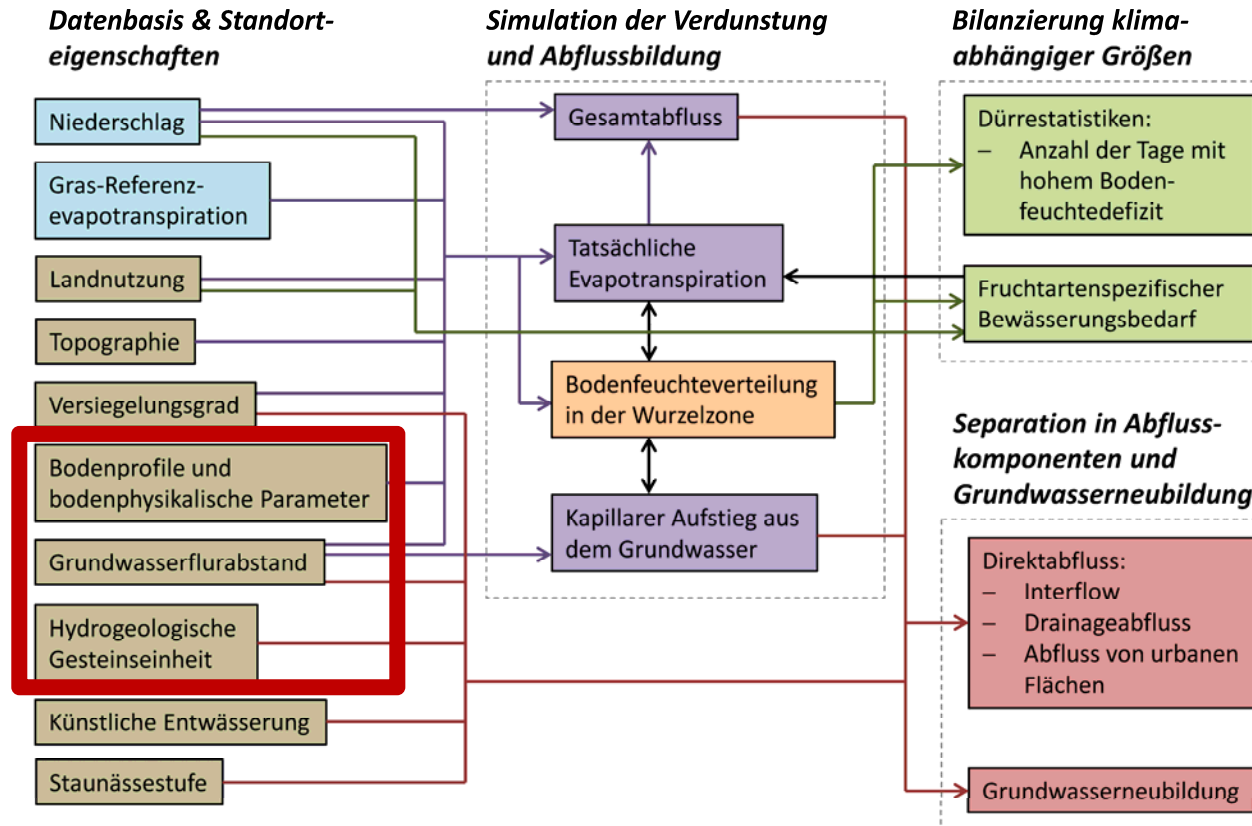 Datenbasis & Standort-
eigenschaften
Niederschlag
Gras-Referenz-
evapotranspiration
Landnutzung
Topographie
Versiegelungsgrad
Bodenprofile und
bodenphysikalische Parameter
Grundwasserflurabstand
Hydrogeologische
Gesteinseinheit
Künstliche Entwässerung
Staunässestufe
Simulation der Verdunstung
und Abflussbildung
Gesamtabfluss
Tatsächliche
Evapotranspiration
Bodenfeuchteverteilung
in der Wurzelzone
Kapillarer Aufstieg aus
dem Grundwasser
Bilanzierung klima-
abhängiger Größen
Dürrestatistiken:
– Anzahl der Tage mit
hohem Boden-
feuchtedefizit
Fruchtartenspezifischer
Bewässerungsbedarf
Separation in Abfluss-
komponenten und
Grundwasserneubildung
Direktabfluss:
– Interflow
– Drainageabfluss
– Abfluss von urbanen
Flächen
Grundwasserneubildung